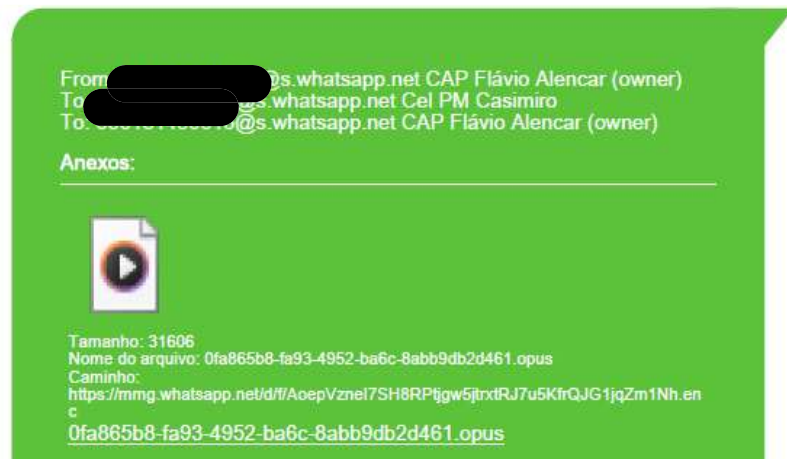 From @s.whatsapp.net CAP Flávio Alencar (owner)
To @s.whatsapp.net Cel PM Casimiro
To: @s.whatsapp.net CAP Flávio Alencar (owner)
Anexos:
Tamanho: 31606
Nome do arquivo: 0fa865b8-fa93-4952-ba6c-8abb9db2d461.opus
Caminho:
https://mmg.whatsapp.net/d/f/AoepVzneI7SH8RPtjgw5jtrxtRJ7u5KfrQJG1jqZm1Nh.en
c
0fa865b8-fa93-4952-ba6c-8abb9db2d461.opus